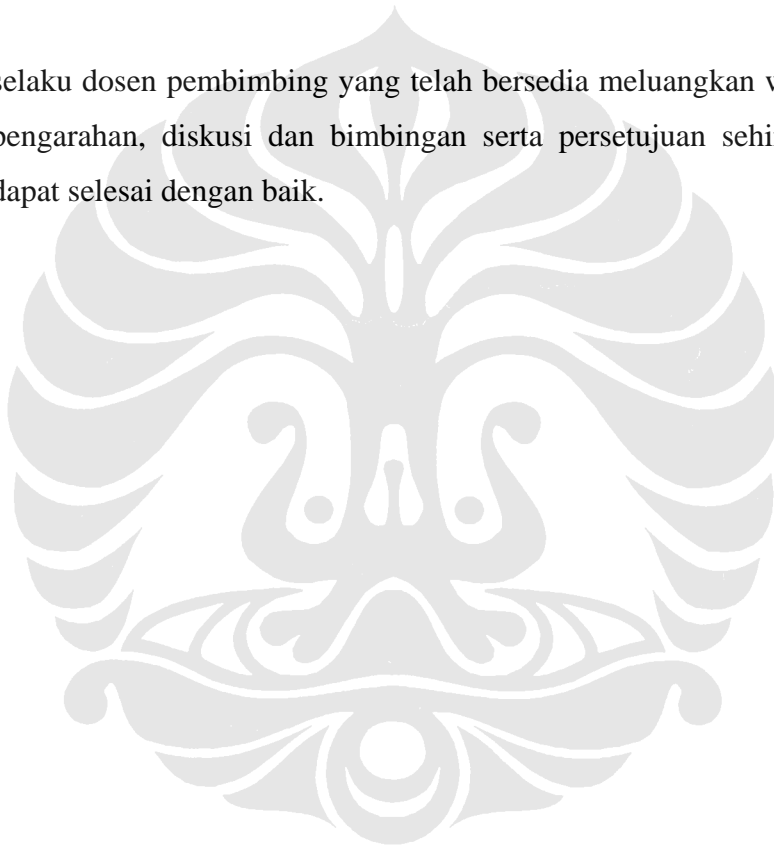 selaku dosen pembimbing yang telah bersedia meluangkan
pengarahan, diskusi dan bimbingan serta persetujuan
dapat selesai dengan baik.